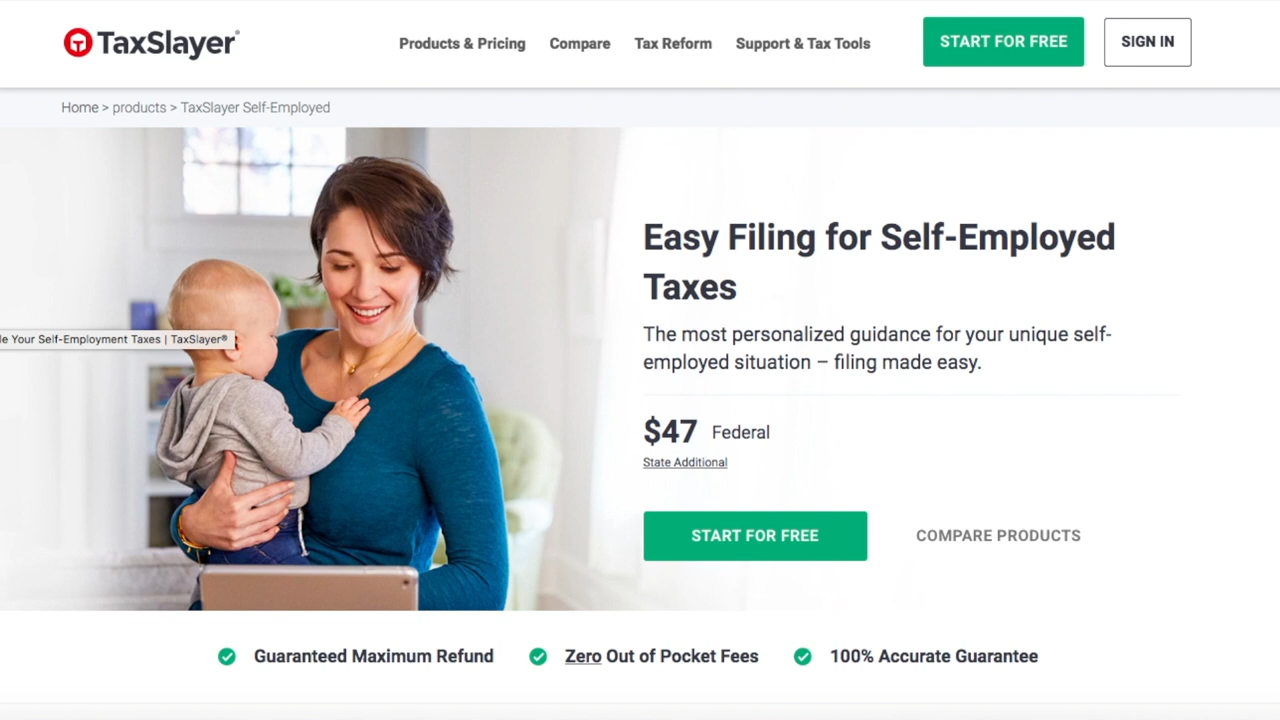 TaxSlayer®
Products & Pricing
Compare
Tax Reform
Support & Tax Tools
START FOR FREE
SIGN IN
Home > products > TaxSlayer Self-Employed
Easy Filing for Self-Employed
Taxes
The most personalized guidance for your unique self-
employed situation – filing made easy.
Your Self-Employment Taxes | TaxSlayer®
$47 Federal
State Additional
START FOR FREE
COMPARE PRODUCTS
Guaranteed Maximum Refund
Zero Out of Pocket Fees
100% Accurate Guarantee